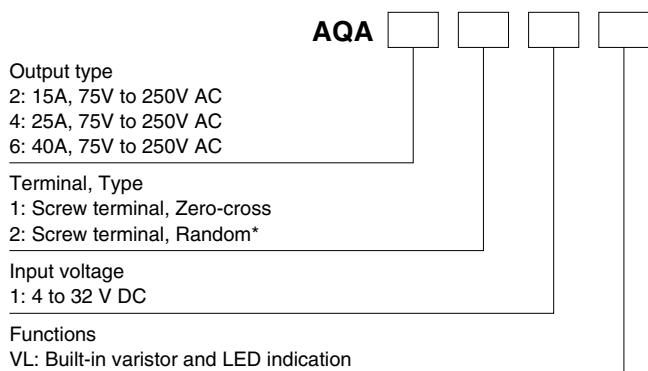 AQA
Output type
2: 15A, 75V to 250V AC
4: 25A, 75V to 250V AC
6: 40A, 75V to 250V AC
Terminal, Type
1: Screw terminal, Zero-cross
2: Screw terminal, Random*
Input voltage
1: 4 to 32 V DC
Functions
VL: Built-in varistor and LED indication